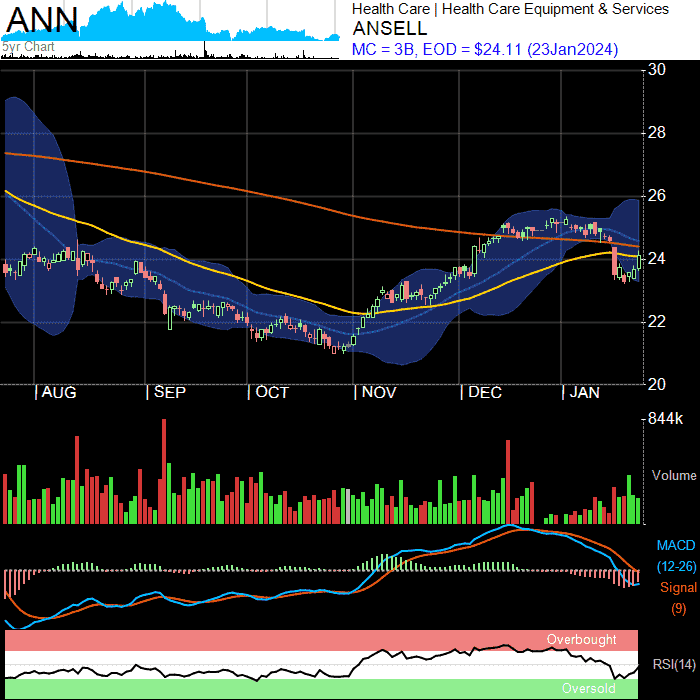 ANN
5yr Chart
Health Care | Health Care Equipment & Services
ANSELL
MC = 3B, EOD = $24.11 (23Jan2024)
30
28
26
24
22
20
| AUG | SEP | OCT | NOV | DEC | JAN
844k
Volume
MACD
(12-26)
Signal
(9)
Overbought
RSI(14)
Oversold